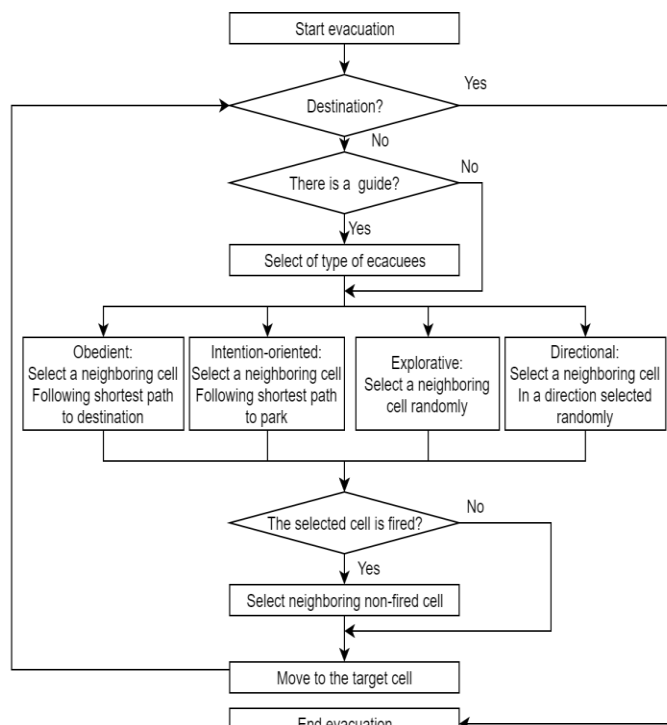 Start evacuation
Destination?
Yes
No
There is a guide?
No
Yes
Select of type of ecacuees
Obedient:
Select a neighboring cell
Following shortest path
to destination
Intention-oriented:
Select a neighboring cell
Following shortest path
to park
Explorative:
Select a neighboring
cell randomly
Directional:
Select a neighboring cell
In a direction selected
randomly
The selected cell is fired?
No
Yes
Select neighboring non-fired cell
Move to the target cell
End evacuation